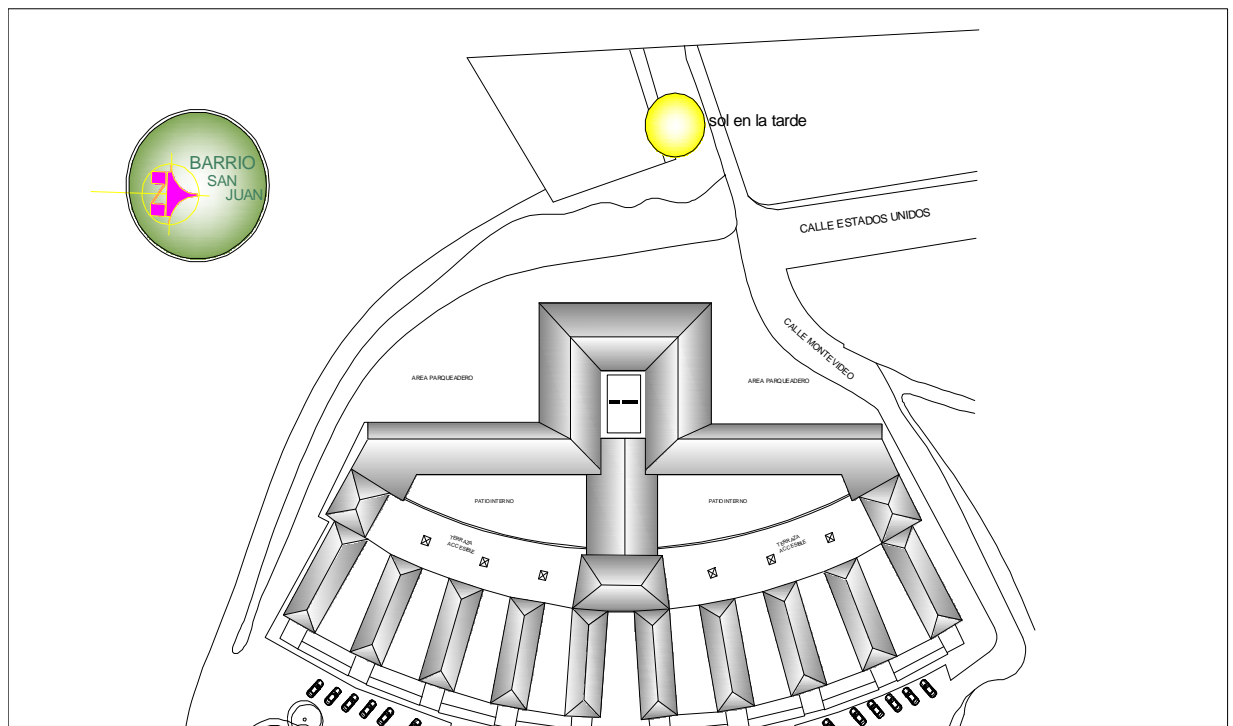 sol en la tarde
BARRIO
SAN
JUAN
CALLE ESTADOS UNIDOS
CALLE MONTEVIDEO
AREA PARQUEADERO
AREA PARQUEADERO
PATIO INTERNO
PATIO INTERNO
TERRAZA
ACCESIBLE
TERRAZA
ACCESIBLE